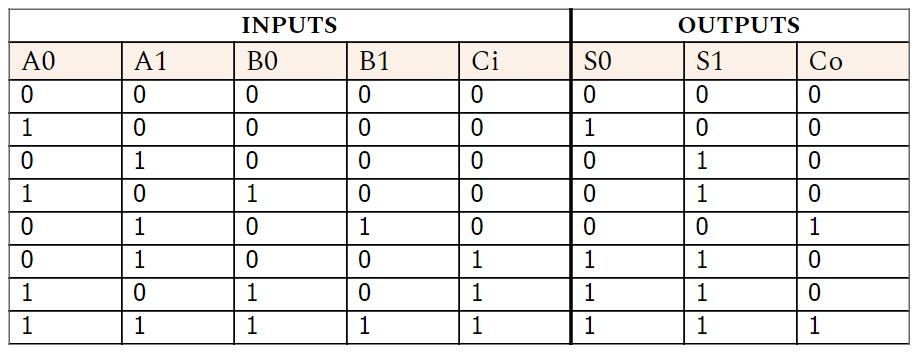 INPUTS OUTPUTS
A0 A1 B0 B1 Ci S0 S1 Co
0 0 0 0 0 0 0 0
1 0 0 0 0 1 0 0
0 1 0 0 0 0 1 0
1 0 1 0 0 0 1 0
0 1 0 1 0 0 0 1
0 1 0 0 1 1 1 0
1 0 1 0 1 1 1 0
1 1 1 1 1 1 1 1